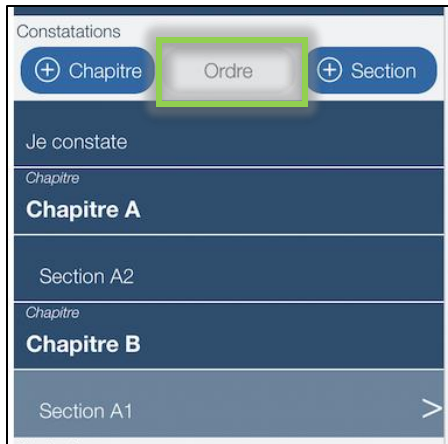 Constatations
Chapitre Ordre Section
Je constate
Chapitre
Chapitre A
Section A2
Chapitre
Chapitre B
Section A1